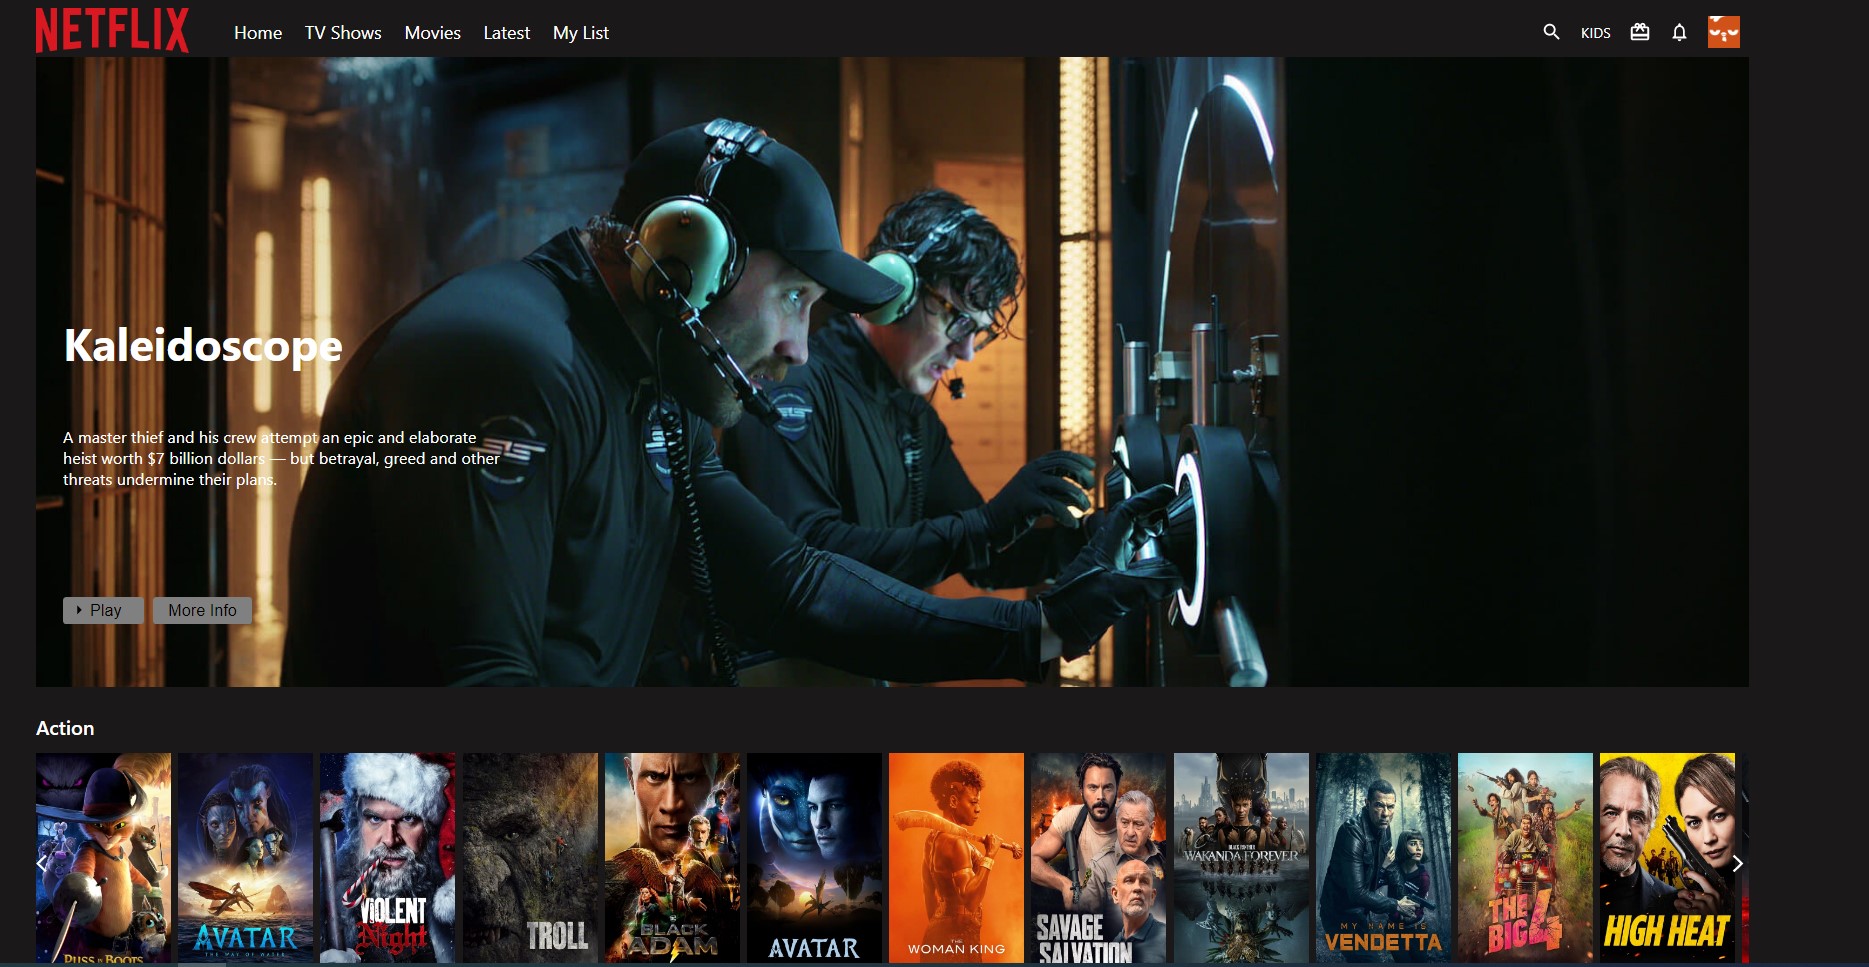 NETFLIX
Home TV Shows Movies Latest My List
KIDS
Kaleidoscope
A master thief and his crew attempt an epic and elaborate
heist worth $7 billion dollars — but betrayal, greed and other
threats undermine their plans.
Play More Info
Action
PUSS IN BOOTS
AVATAR
THE WAY OF WATER
VIOLENT
Night
TROLL
BLACK
ADAM
AVATAR
THE
WOMAN KING
SAVAGE
SALVATION
BLACK PANTHER
WAKANDA FOREVER
MY NAME IS
VENDETTA
THE
BIG 4
HIGH HEAT